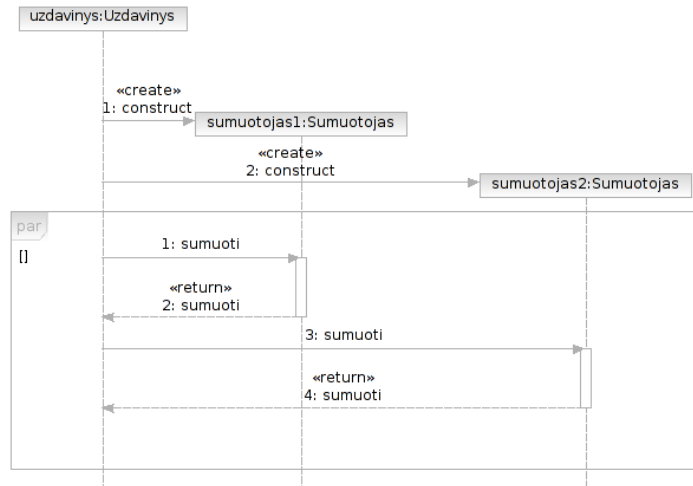 uzdavinys:Uzdavinys
«create»
1: construct
sumuotojas1:Sumuotojas
«create»
2: construct
sumuotojas2:Sumuotojas
par
[]
1: sumuoti
«return»
2: sumuoti
3: sumuoti
«return»
4: sumuoti